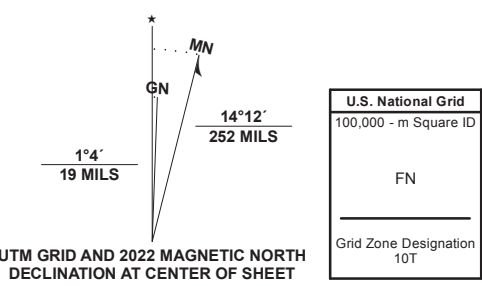 ★
MN
GN
14°12´
252 MILS
1°4´
19 MILS
UTM GRID AND 2022 MAGNETIC NORTH
DECLINATION AT CENTER OF SHEET
U.S. National Grid
100,000 - m Square ID
FN
Grid Zone Designation
10T